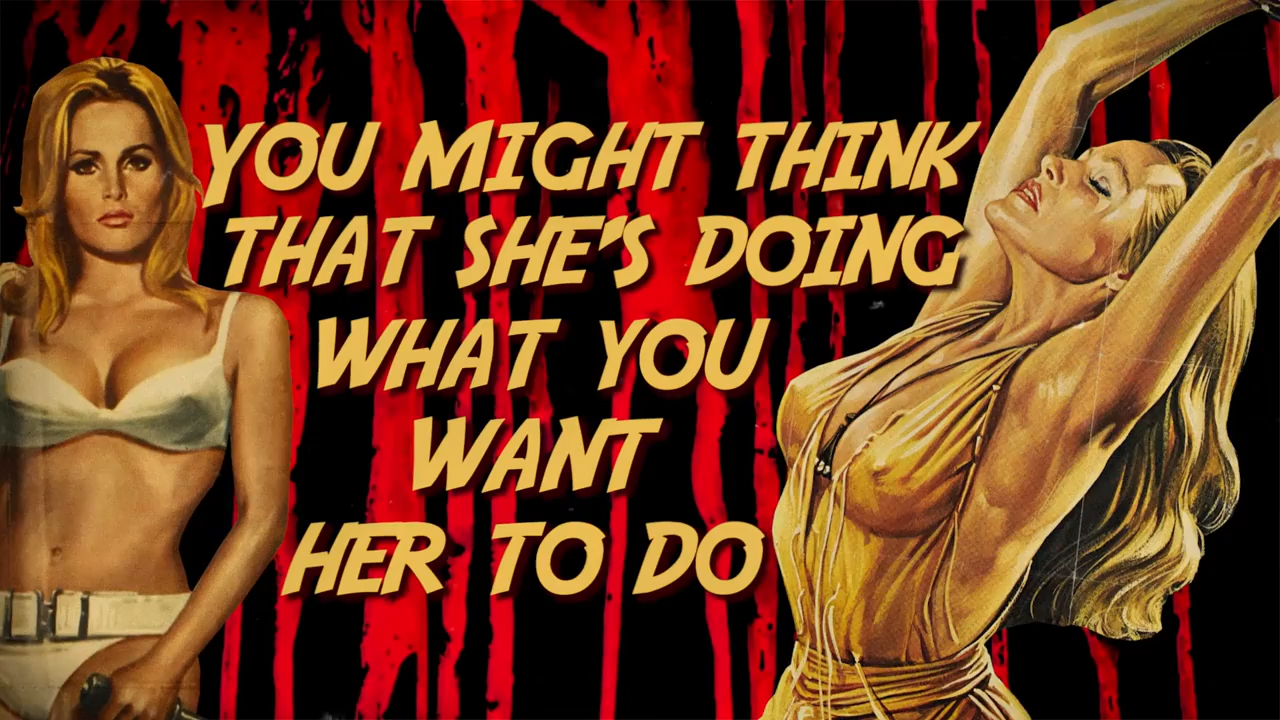 YOU MIGHT THINK
THAT SHE'S DOING
WHAT YOU
WANT
HER TO DO